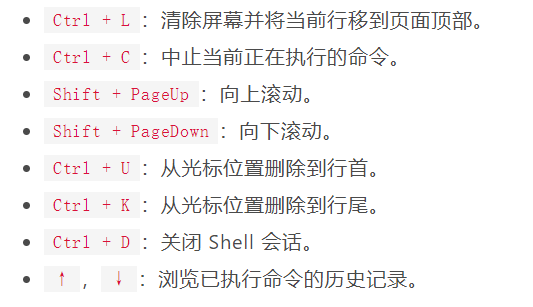 Ctrl + L：清除屏幕并将当前行移到页面顶部。
Ctrl + C：中止当前正在执行的命令。
Shift + PageUp：向上滚动。
Shift + PageDown：向下滚动。
Ctrl + U：从光标位置删除到行首。
Ctrl + K：从光标位置删除到行尾。
Ctrl + D：关闭 Shell 会话。
↑，↓：浏览已执行命令的历史记录。